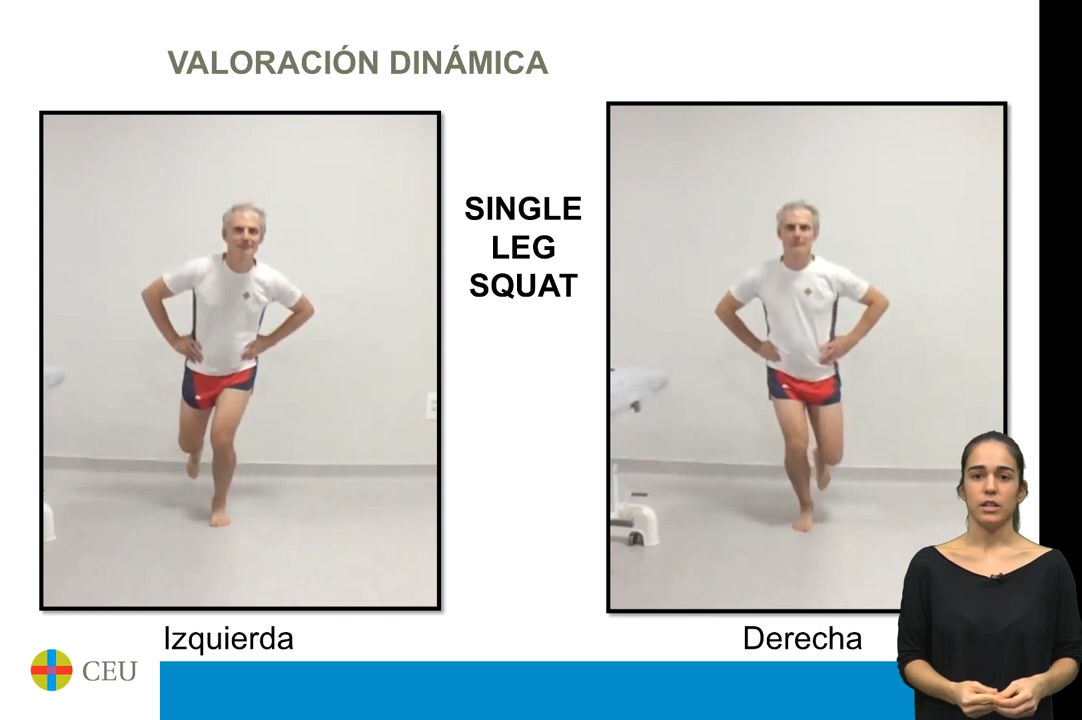 VALORACIÓN DINÁMICA
SINGLE
LEG
SQUAT
Izquierda
Derecha
CEU